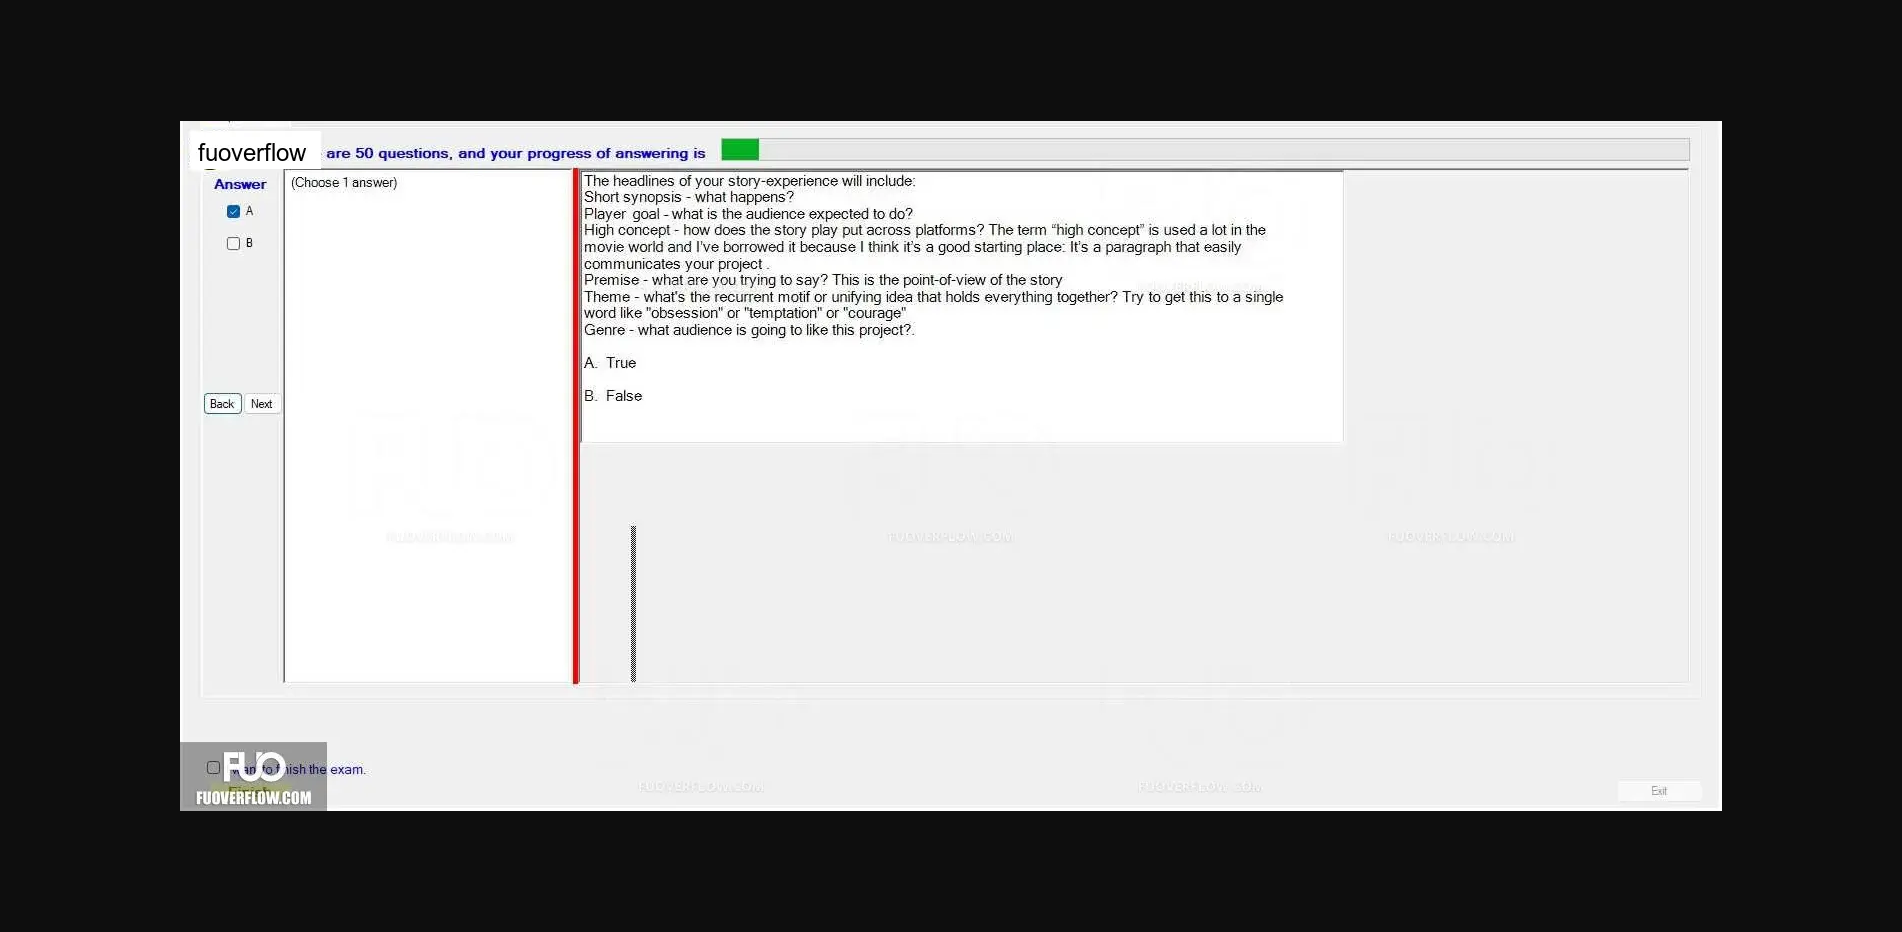 fuoverflow are 50 questions, and your progress of answering is
Answer
(Choose 1 answer)
A
B
Back Next
The headlines of your story-experience will include:
Short synopsis - what happens?
Player goal - what is the audience expected to do?
High concept - how does the story play put across platforms? The term “high concept” is used a lot in the
movie world and I’ve borrowed it because I think it’s a good starting place: It’s a paragraph that easily
communicates your project .
Premise - what are you trying to say? This is the point-of-view of the story
Theme - what's the recurrent motif or unifying idea that holds everything together? Try to get this to a single
word like "obsession" or "temptation" or "courage"
Genre - what audience is going to like this project?.
A. True
B. False
FUOVERFLOW.COM FUOVERFLOW.COM FUOVERFLOW.COM
FUO
to finish the exam.
Finish
FUOVERFLOW.COM
FUOVERFLOW.COM FUOVERFLOW.COM
Exit